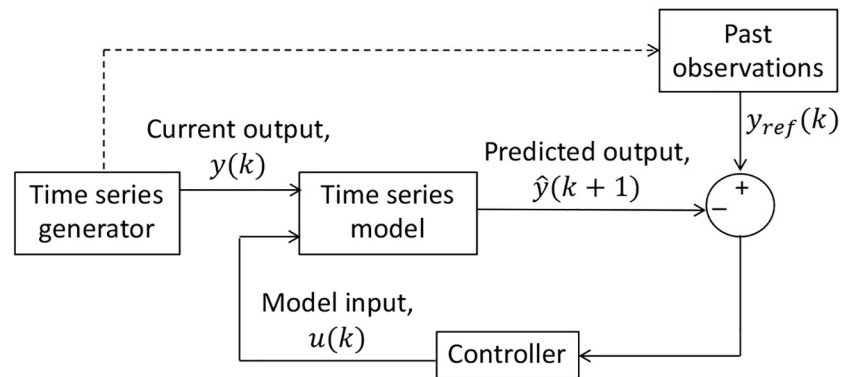 Past
observations
y_ref(k)
Current output,
y(k)
Predicted output,
ŷ(k + 1)
Time series
generator
Time series
model
+
−
Model input,
u(k)
Controller